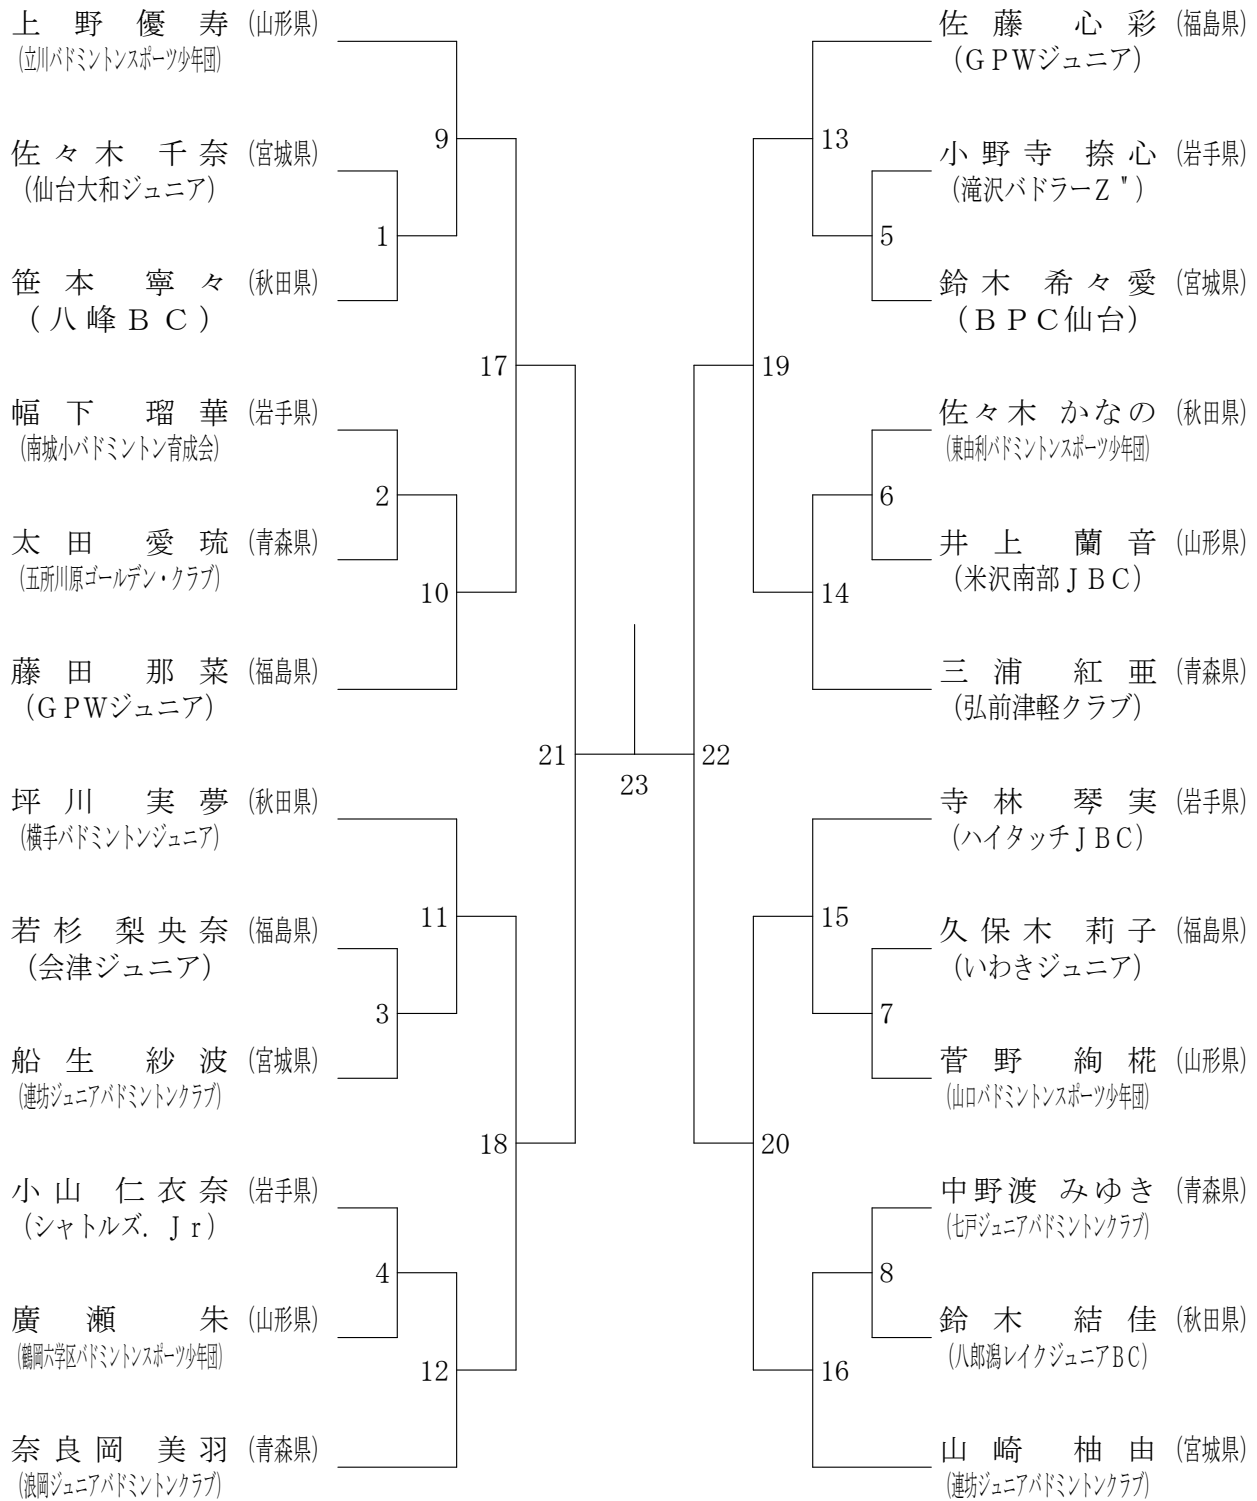 上野優寿 (山形県)
(立川バドミントンスポーツ少年団)
佐々木 千奈 (宮城県)
(仙台大和ジュニア)
笹本 寧々 (秋田県)
(八峰BC)
幅下 瑠華 (岩手県)
(南城小バドミントン育成会)
太田 愛琉 (青森県)
(五所川原ゴールデン・クラブ)
藤田 那菜 (福島県)
(GPWジュニア)
坪川 実夢 (秋田県)
(横手バドミントンジュニア)
若杉 梨央奈 (福島県)
(会津ジュニア)
船生 紗波 (宮城県)
(連坊ジュニアバドミントンクラブ)
小山 仁衣奈 (岩手県)
(シャトルズ.Jr)
廣瀬 朱 (山形県)
(鶴岡六学区バドミントンスポーツ少年団)
奈良岡 美羽 (青森県)
(浪岡ジュニアバドミントンクラブ)
9
1
17
2
10
21
11
3
18
4
12
23
13
5
19
6
14
22
15
7
20
8
16
佐藤 心彩 (福島県)
(GPWジュニア)
小野寺 捺心 (岩手県)
(滝沢バドラーZ")
鈴木 希々愛 (宮城県)
(BPC仙台)
佐々木 かなの (秋田県)
(東由利バドミントンスポーツ少年団)
井上 蘭音 (山形県)
(米沢南部JBC)
三浦 紅亜 (青森県)
(弘前津軽クラブ)
寺林 琴実 (岩手県)
(ハイタッチJBC)
久保木 莉子 (福島県)
(いわきジュニア)
菅野 絢椛 (山形県)
(山口バドミントンスポーツ少年団)
中野渡 みゆき (青森県)
(七戸ジュニアバドミントンクラブ)
鈴木 結佳 (秋田県)
(八郎潟レイクジュニアBC)
山崎 柚由 (宮城県)
(連坊ジュニアバドミントンクラブ)